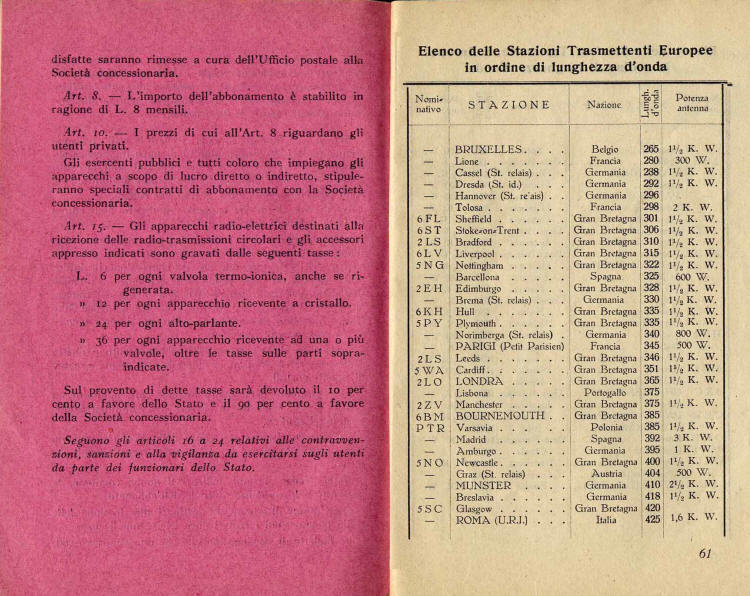 disfatte saranno rimesse a cura dell'Ufficio postale alla
Società concessionaria.
Art. 8. — L'importo dell'abbonamento è stabilito in
ragione di L. 8 mensili.
Art. 10. — I prezzi di cui all'Art. 8 riguardano gli
utenti privati.
Gli esercenti pubblici e tutti coloro che impiegano gli
apparecchi a scopo di lucro diretto o indiretto, stipule-
ranno speciali contratti di abbonamento con la Società
concessionaria.
Art. 15. — Gli apparecchi radio-elettrici destinati alla
ricezione delle radio-trasmissioni circolari e gli accessori
appresso indicati sono gravati dalle seguenti tasse:
L. 6 per ogni valvola termo-ionica, anche se ri-
generata.
» 12 per ogni apparecchio ricevente a cristallo.
» 24 per ogni alto-parlante.
» 36 per ogni apparecchio ricevente ad una o più
valvole, oltre le tasse sulle parti sopra-
indicate.
Sul provento di dette tasse sarà devoluto il 10 per
cento a favore dello Stato e il 90 per cento a favore
della Società concessionaria.
Seguono gli articoli 16 a 24 relativi alle contravven-
zioni, sanzioni e alla vigilanza da esercitarsi sugli utenti
da parte dei funzionari dello Stato.
Elenco delle Stazioni Trasmettenti Europee
in ordine di lunghezza d'onda
Nomi-nativo STAZIONE Nazione Lungh. d'onda Potenza antenna
— BRUXELLES . . . . Belgio 265 1½ K. W.
— Lione . . . . . . . Francia 280 300 W.
— Cassel (St. relais) . . . Germania 288 1½ K. W.
— Dresda (St. id.) . . . Germania 292 1½ K. W.
— Hannover (St. re'ais) . . Germania 296
— Tolosa . . . . . . . Francia 298 2 K. W.
6 FL Sheffield . . . . . . Gran Bretagna 301 1½ K. W.
6 ST Stoke-on-Trent . . . . Gran Bretagna 306 1½ K. W.
2 LS Bradford . . . . . . Gran Bretagna 310 1½ K. W.
6 LV Liverpool . . . . . . Gran Bretagna 315 1½ K. W.
5 NG Nottingham . . . . . Gran Bretagna 322 1½ K. W.
— Barcellona . . . . . Spagna 325 600 W.
2 EH Edimburgo . . . . . Gran Bretagna 328 1½ K. W.
— Brema (St. relais) . . . Germania 330 1½ K. W.
6 KH Hull . . . . . . . Gran Bretagna 335 1½ K. W.
5 PY Plymouth . . . . . . Gran Bretagna 335 1½ K. W.
— Norimberga (St. relais) . Germania 340 800 W.
— PARIGI (Petit Parisien) Francia 345 500 W.
2 LS Leeds . . . . . . . Gran Bretagna 346 1½ K. W.
5 WA Cardiff . . . . . . . Gran Bretagna 351 1½ K. W.
2 LO LONDRA . . . . . Gran Bretagna 365 1½ K. W.
— Lisbona . . . . . . Portogallo 375
2 ZV Manchester . . . . . Gran Bretagna 375 1½ K. W.
6 BM BOURNEMOUTH . . Gran Bretagna 385
PTR Varsavia . . . . . . Polonia 385 1½ K. W.
— Madrid . . . . . . Spagna 392 3 K. W.
— Amburgo . . . . . . Germania 395 1 K. W.
5 NO Newcastle . . . . . . Gran Bretagna 400 1½ K. W.
— Graz (St. relais) . . . Austria 404 500 W.
— MUNSTER . . . . . Germania 410 2½ K. W.
— Breslavia . . . . . . Germania 418 1½ K. W.
5 SC Glasgow . . . . . . Gran Bretagna 420
— ROMA (U.R.I.) . . . Italia 425 1,6 K. W.
61